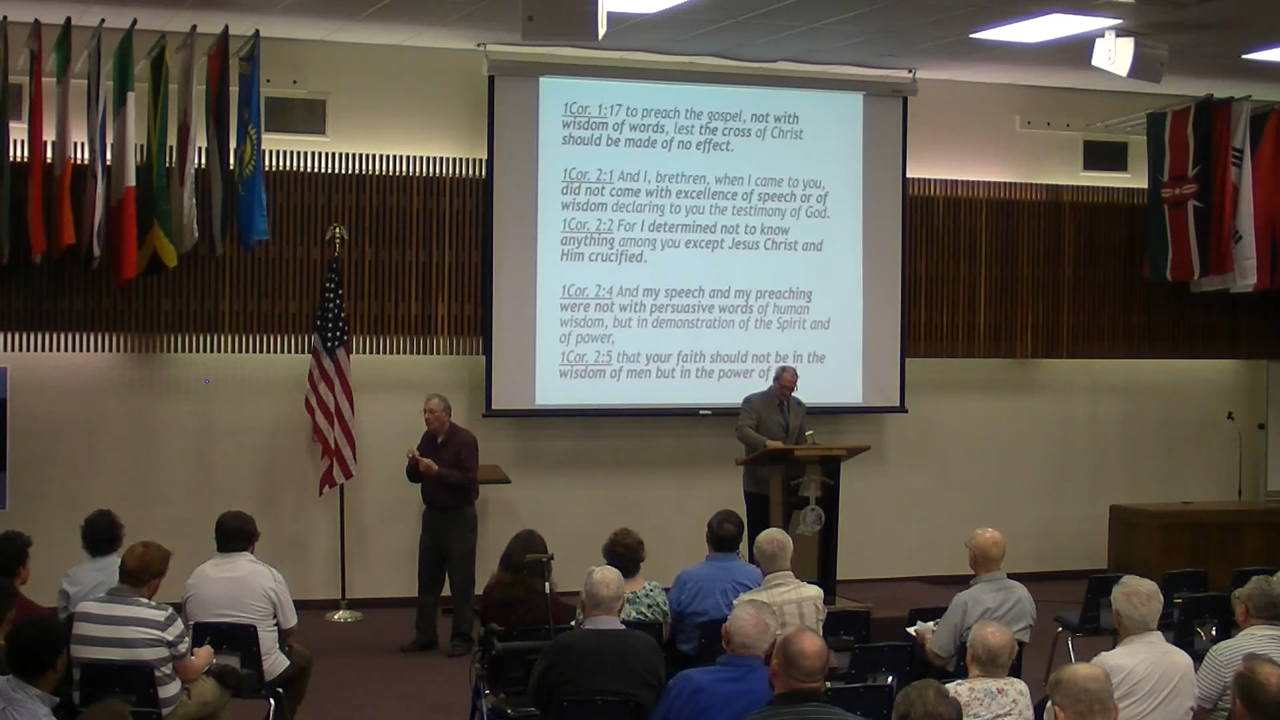 1Cor. 1:17 to preach the gospel, not with
wisdom of words, lest the cross of Christ
should be made of no effect.
1Cor. 2:1 And I, brethren, when I came to you,
did not come with excellence of speech or of
wisdom declaring to you the testimony of God.
1Cor. 2:2 For I determined not to know
anything among you except Jesus Christ and
Him crucified.
1Cor. 2:4 And my speech and my preaching
were not with persuasive words of human
wisdom, but in demonstration of the Spirit and
of power,
1Cor. 2:5 that your faith should not be in the
wisdom of men but in the power of